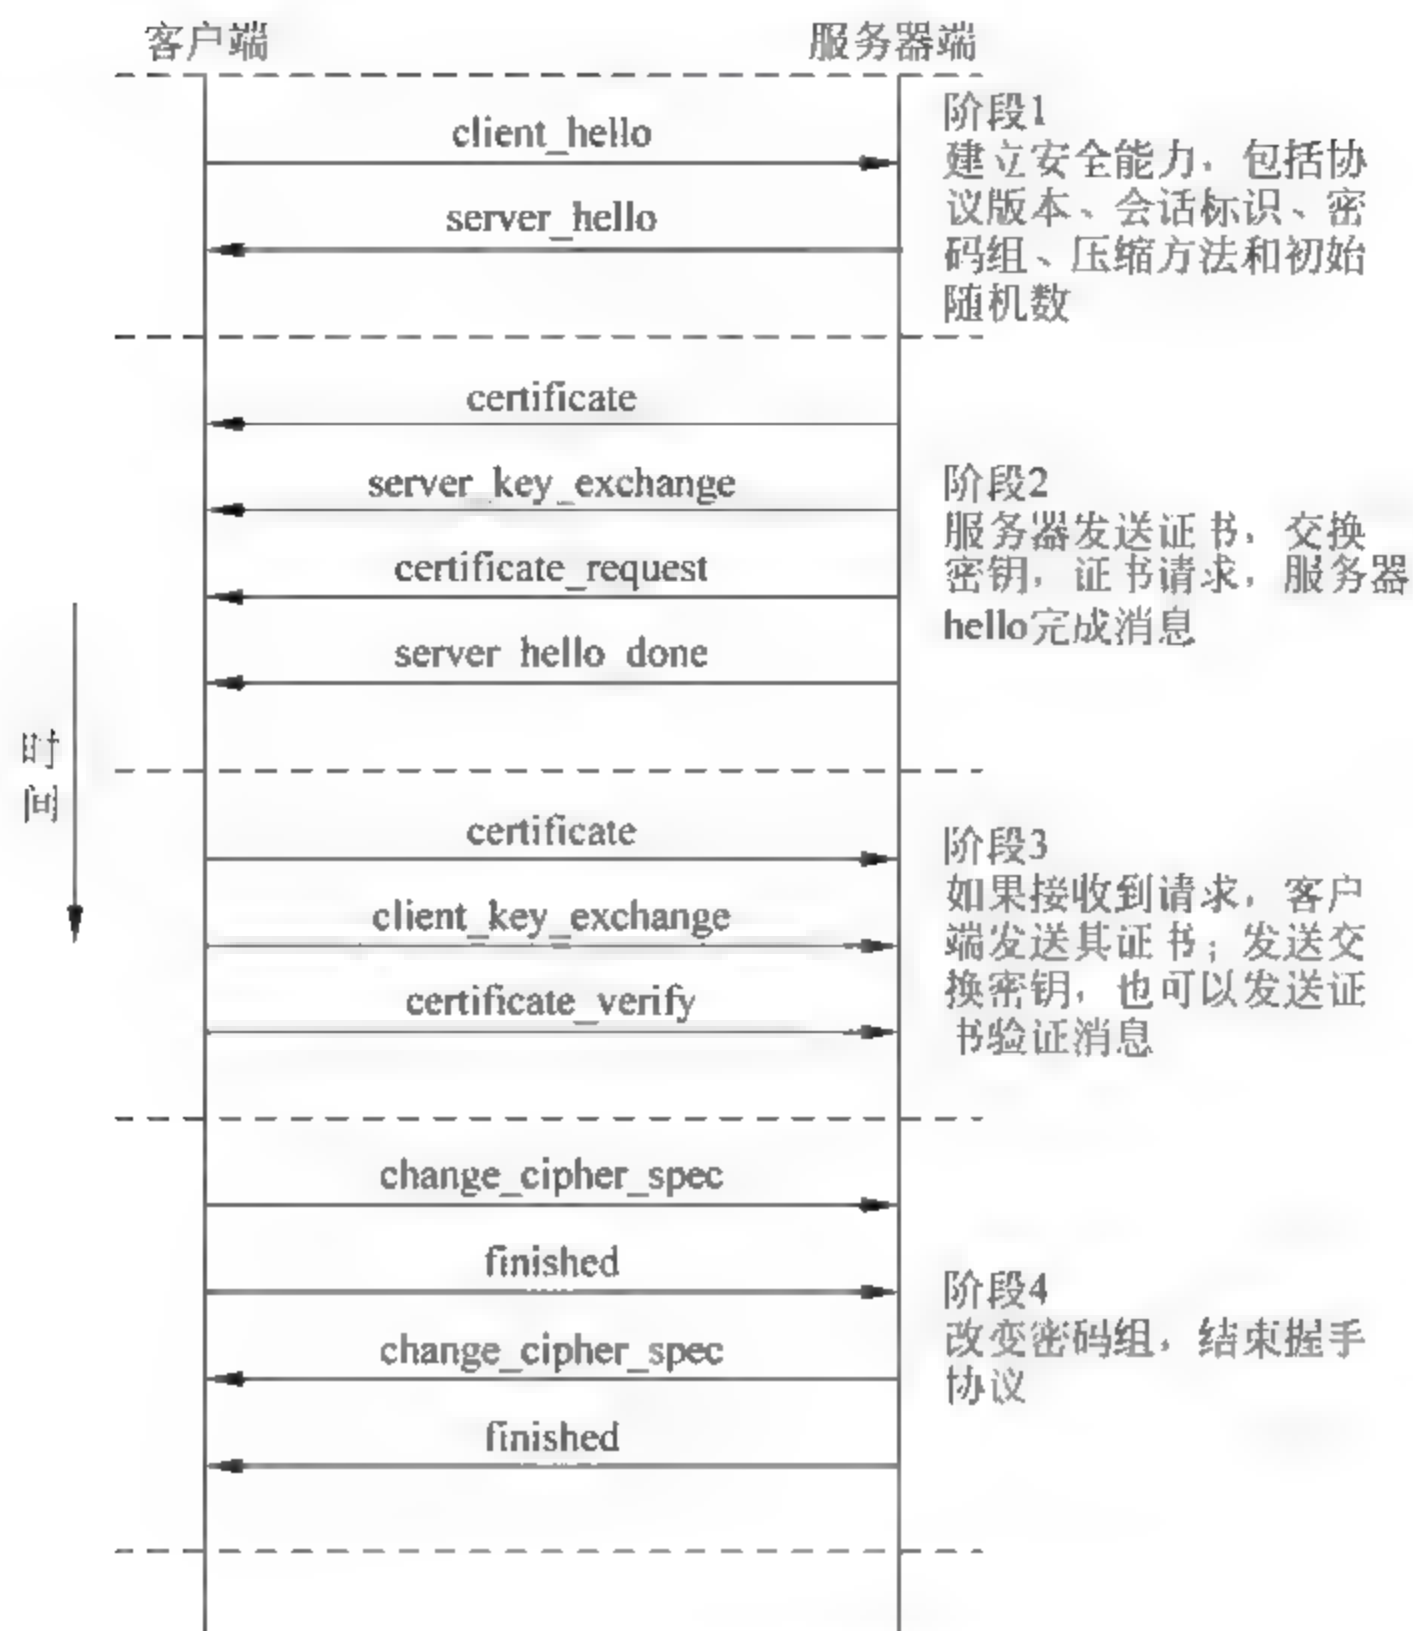 客户端
服务器端
client_hello
server_hello
阶段1
建立安全能力，包括协
议版本、会话标识、密
码组、压缩方法和初始
随机数
certificate
server_key_exchange
certificate_request
server hello done
阶段2
服务器发送证书，交换
密钥，证书请求，服务器
hello完成消息
时
间
certificate
client_key_exchange
certificate_verify
阶段3
如果接收到请求，客户
端发送其证书；发送交
换密钥，也可以发送证
书验证消息
change_cipher_spec
finished
change_cipher_spec
finished
阶段4
改变密码组，结束握手
协议